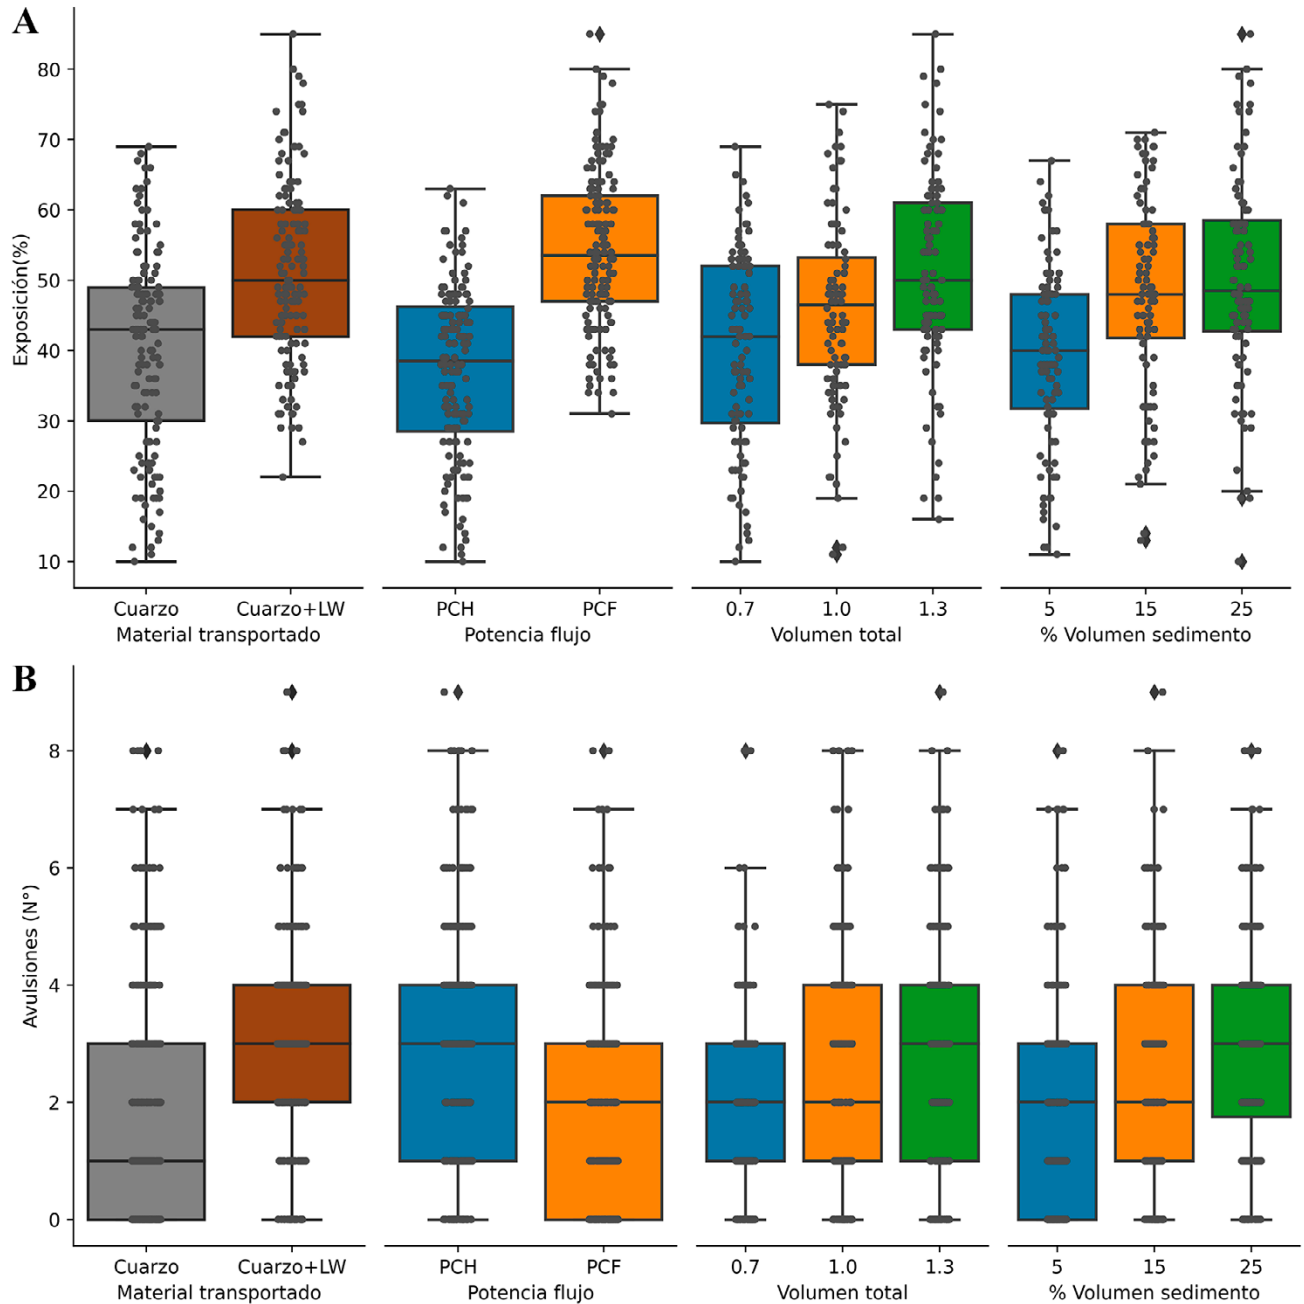 A
Exposición(%)
80
70
60
50
40
30
20
10
Cuarzo Cuarzo+LW PCH PCF 0.7 1.0 1.3 5 15 25
Material transportado Potencia flujo Volumen total % Volumen sedimento
B
Avulsiones (N°)
8
6
4
2
0
Cuarzo Cuarzo+LW PCH PCF 0.7 1.0 1.3 5 15 25
Material transportado Potencia flujo Volumen total % Volumen sedimento